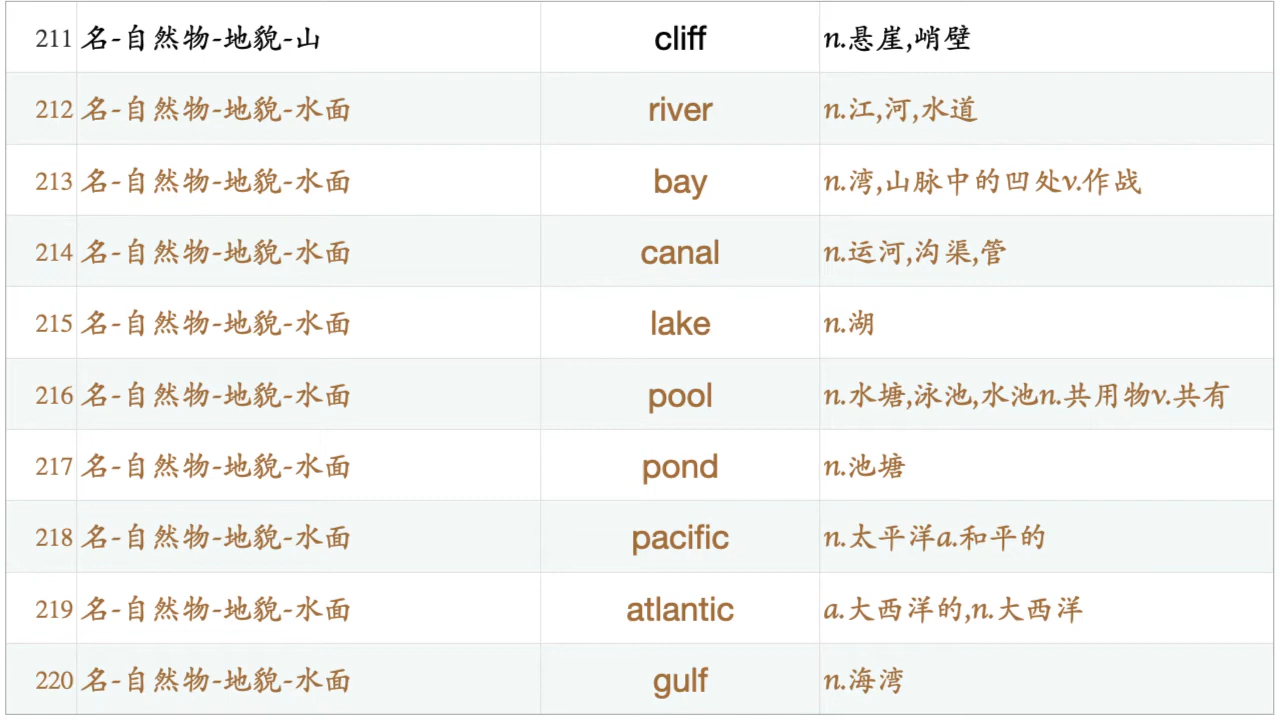 211 名-自然物-地貌-山 cliff n.悬崖,峭壁
212 名-自然物-地貌-水面 river n.江,河,水道
213 名-自然物-地貌-水面 bay n.湾,山脉中的凹处v.作战
214 名-自然物-地貌-水面 canal n.运河,沟渠,管
215 名-自然物-地貌-水面 lake n.湖
216 名-自然物-地貌-水面 pool n.水塘,泳池,水池n.共用物v.共有
217 名-自然物-地貌-水面 pond n.池塘
218 名-自然物-地貌-水面 pacific n.太平洋a.和平的
219 名-自然物-地貌-水面 atlantic a.大西洋的,n.大西洋
220 名-自然物-地貌-水面 gulf n.海湾